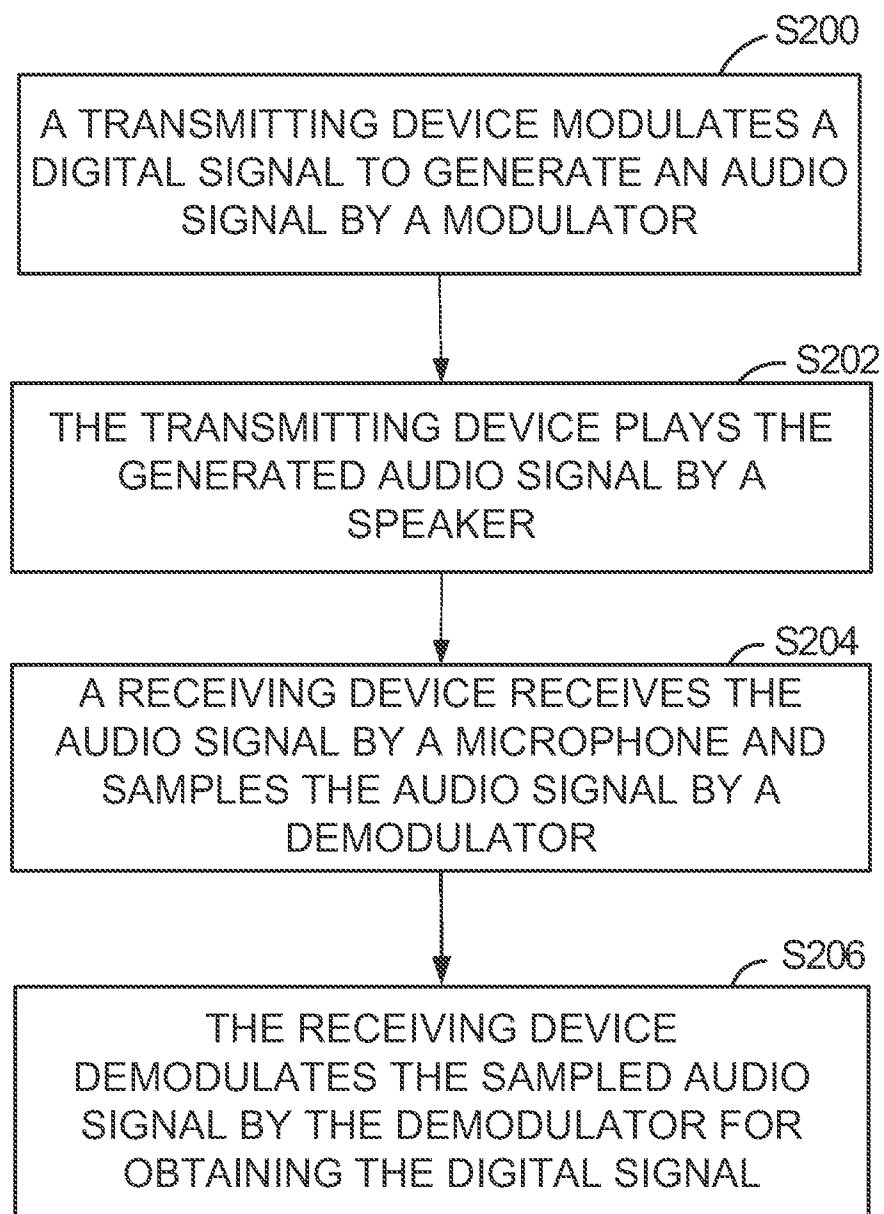 S200
A TRANSMITTING DEVICE MODULATES A
DIGITAL SIGNAL TO GENERATE AN AUDIO
SIGNAL BY A MODULATOR
S202
THE TRANSMITTING DEVICE PLAYS THE
GENERATED AUDIO SIGNAL BY A
SPEAKER
S204
A RECEIVING DEVICE RECEIVES THE
AUDIO SIGNAL BY A MICROPHONE AND
SAMPLES THE AUDIO SIGNAL BY A
DEMODULATOR
S206
THE RECEIVING DEVICE
DEMODULATES THE SAMPLED AUDIO
SIGNAL BY THE DEMODULATOR FOR
OBTAINING THE DIGITAL SIGNAL